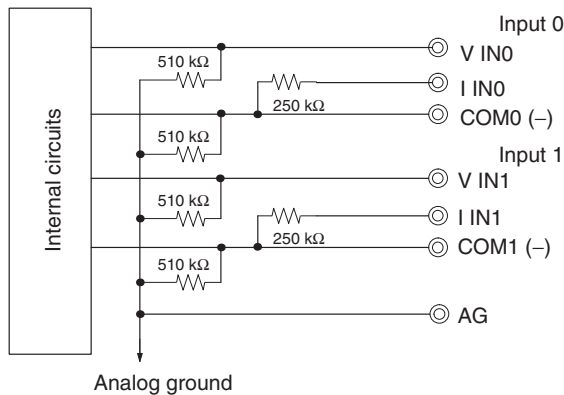 Input 0
V IN0
510 kΩ
I IN0
250 kΩ
COM0 (−)
510 kΩ
Input 1
V IN1
510 kΩ
I IN1
250 kΩ
COM1 (−)
510 kΩ
AG
Internal circuits
Analog ground